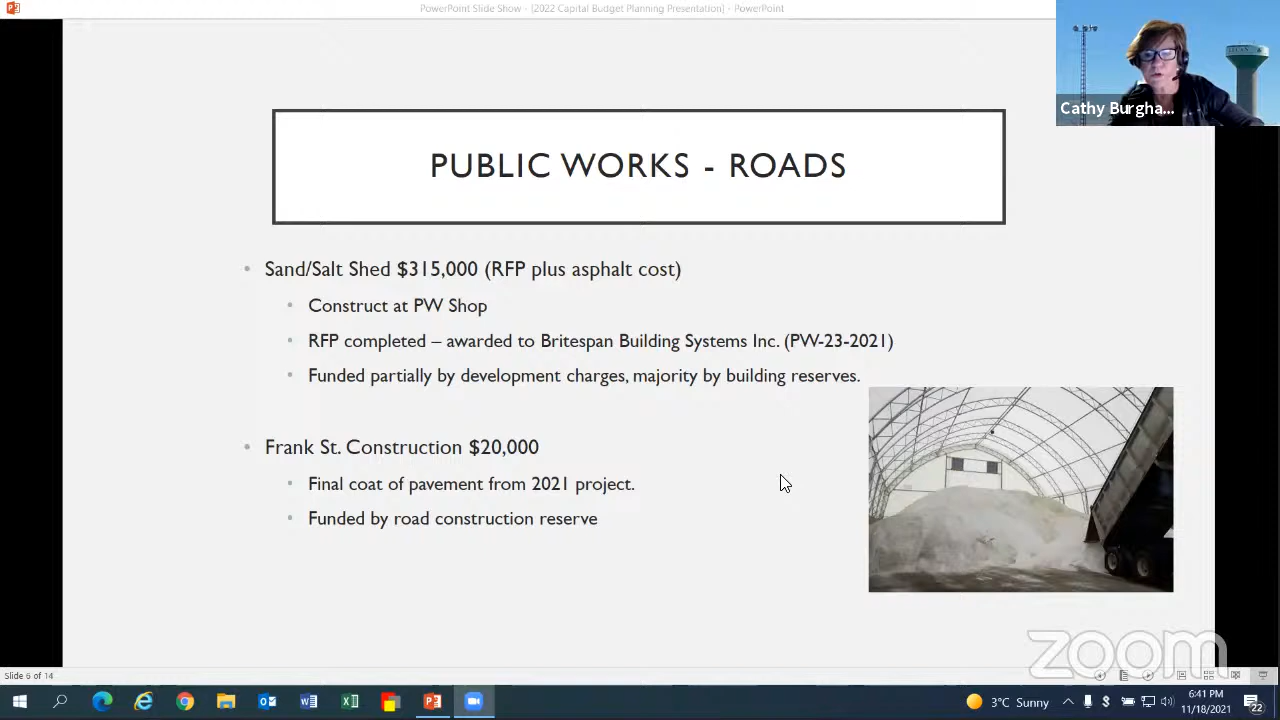 PowerPoint Slide Show - [2022 Capital Budget Planning Presentation] - PowerPoint
LUCAN
Cathy Burgha...
PUBLIC WORKS - ROADS
• Sand/Salt Shed $315,000 (RFP plus asphalt cost)
• Construct at PW Shop
• RFP completed – awarded to Britespan Building Systems Inc. (PW-23-2021)
• Funded partially by development charges, majority by building reserves.
• Frank St. Construction $20,000
• Final coat of pavement from 2021 project.
• Funded by road construction reserve
zoom
Slide 6 of 14
3°C Sunny
6:41 PM
11/18/2021
22